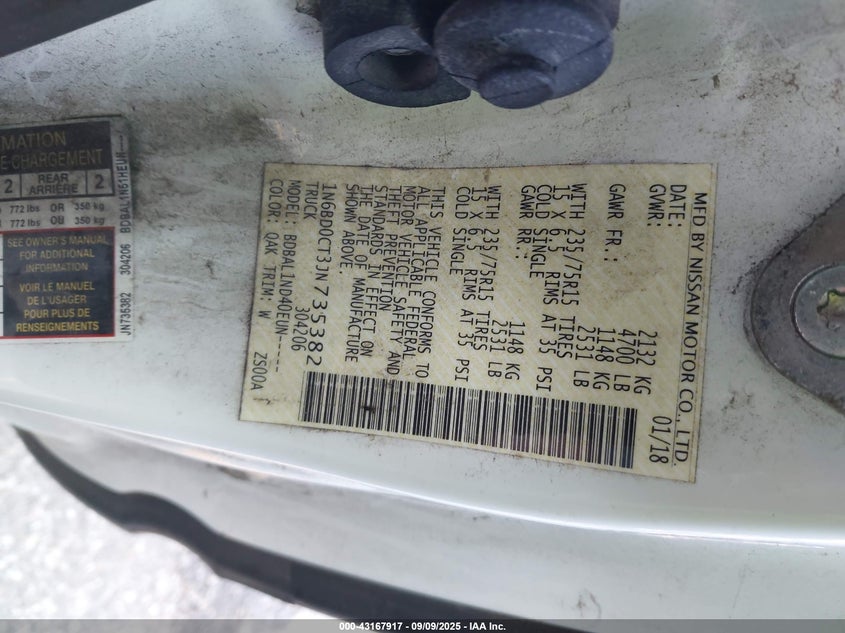 MFD BY NISSAN MOTOR CO., LTD.
DATE: 01/18
GVWR: 2132 KG
4700 LB
GAWR FR.: 1148 KG
2531 LB
WITH 235/75R15 TIRES
15 X 6.5 RIMS AT 35 PSI
COLD SINGLE
GAWR RR.: 1148 KG
2531 LB
WITH 235/75R15 TIRES
15 X 6.5 RIMS AT 35 PSI
COLD SINGLE
THIS VEHICLE CONFORMS TO
ALL APPLICABLE FEDERAL
MOTOR VEHICLE SAFETY AND
THEFT PREVENTION
STANDARDS IN EFFECT ON
THE DATE OF MANUFACTURE
SHOWN ABOVE
1N6BD0CT3JN735382
TRUCK 304206
MODEL: BDBALIND4DEUN-----
COLOR: QAK TRIM: W Z500A
MATION
E CHARGEMENT
2 REAR ARRIÈRE 2
772 lbs OR 350 kg
772 lbs OU 350 kg
SEE OWNER'S MANUAL
FOR ADDITIONAL
INFORMATION
VOIR LE MANUEL DE
L'USAGER
POUR PLUS DE
RENSEIGNEMENTS
JN735382 304206
000-43167917 - 09/09/2025 - IAA Inc.